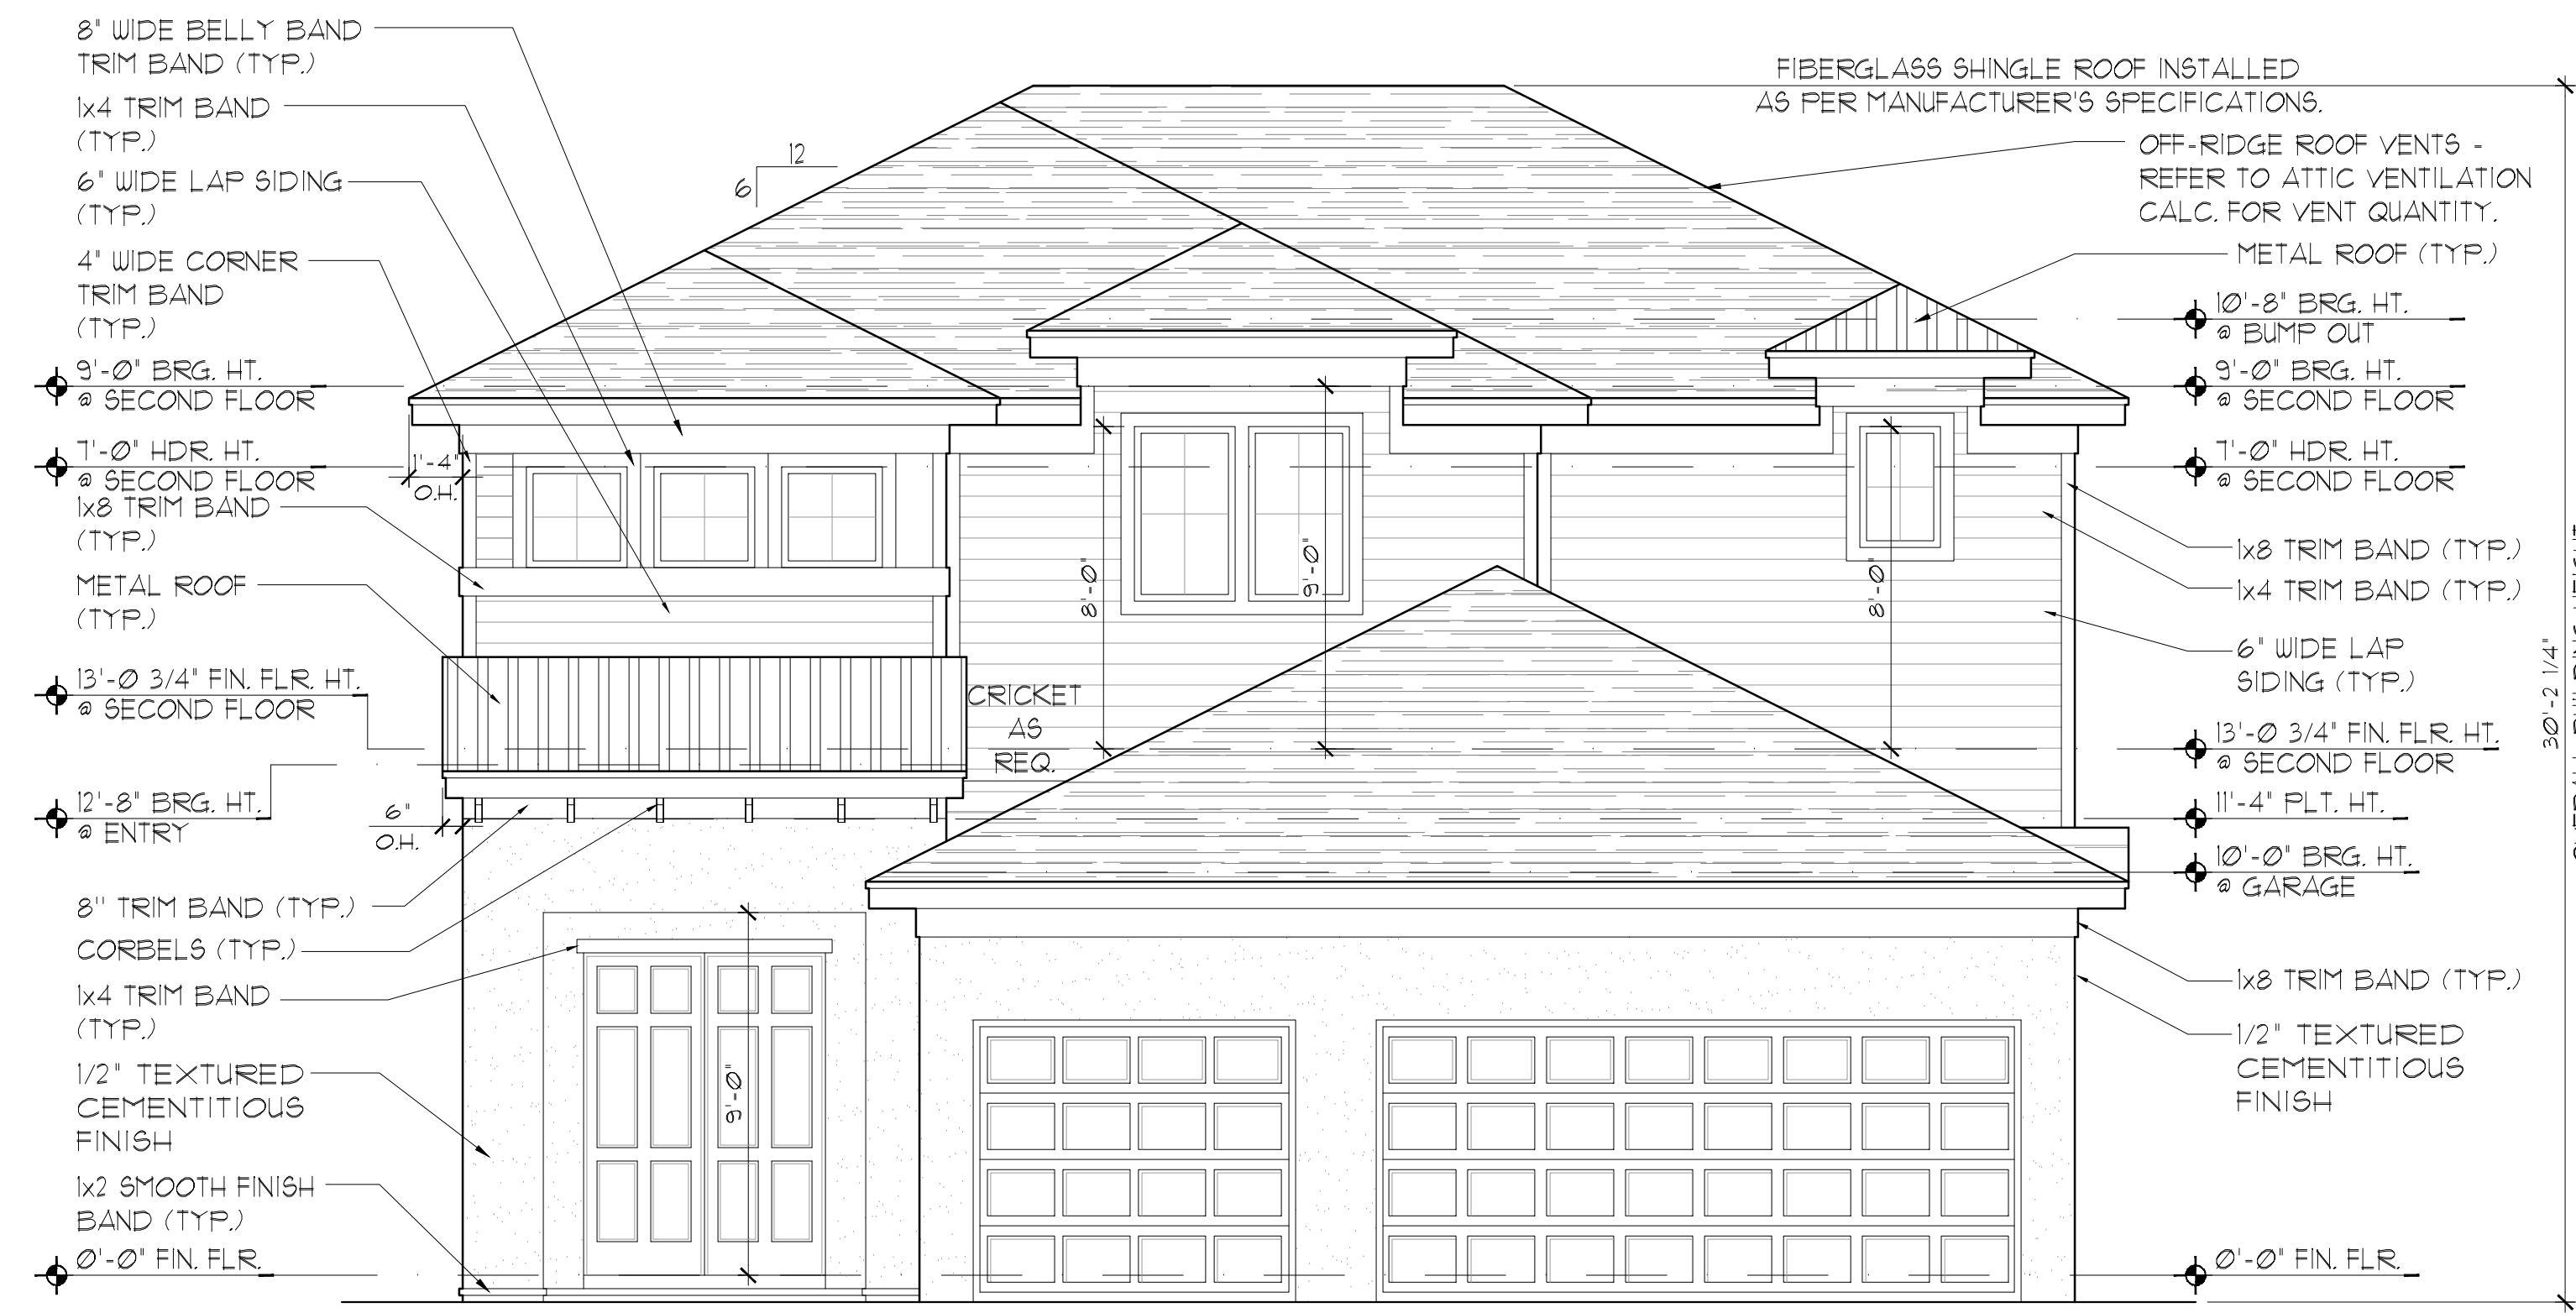 8" WIDE BELLY BAND
TRIM BAND (TYP.)
1x4 TRIM BAND
(TYP.)
6" WIDE LAP SIDING
(TYP.)
4" WIDE CORNER
TRIM BAND
(TYP.)
9'-0" BRG. HT.
@ SECOND FLOOR
7'-0" HDR. HT.
@ SECOND FLOOR
1x8 TRIM BAND
(TYP.)
METAL ROOF
(TYP.)
13'-0 3/4" FIN. FLR. HT.
@ SECOND FLOOR
12'-8" BRG. HT.
@ ENTRY
8" TRIM BAND (TYP.)
CORBELS (TYP.)
1x4 TRIM BAND
(TYP.)
1/2" TEXTURED
CEMENTITIOUS
FINISH
1x2 SMOOTH FINISH
BAND (TYP.)
0'-0" FIN. FLR.
12
6
1'-4"
O.H.
6"
O.H.
CRICKET
AS
REQ.
8'-0"
9'-0"
8'-0"
9'-0"
FIBERGLASS SHINGLE ROOF INSTALLED
AS PER MANUFACTURER'S SPECIFICATIONS.
OFF-RIDGE ROOF VENTS -
REFER TO ATTIC VENTILATION
CALC. FOR VENT QUANTITY.
METAL ROOF (TYP.)
10'-8" BRG. HT.
@ BUMP OUT
9'-0" BRG. HT.
@ SECOND FLOOR
7'-0" HDR. HT.
@ SECOND FLOOR
1x8 TRIM BAND (TYP.)
1x4 TRIM BAND (TYP.)
6" WIDE LAP
SIDING (TYP.)
13'-0 3/4" FIN. FLR. HT.
@ SECOND FLOOR
11'-4" PLT. HT.
10'-0" BRG. HT.
@ GARAGE
1x8 TRIM BAND (TYP.)
1/2" TEXTURED
CEMENTITIOUS
FINISH
0'-0" FIN. FLR.
30'-2 1/4"